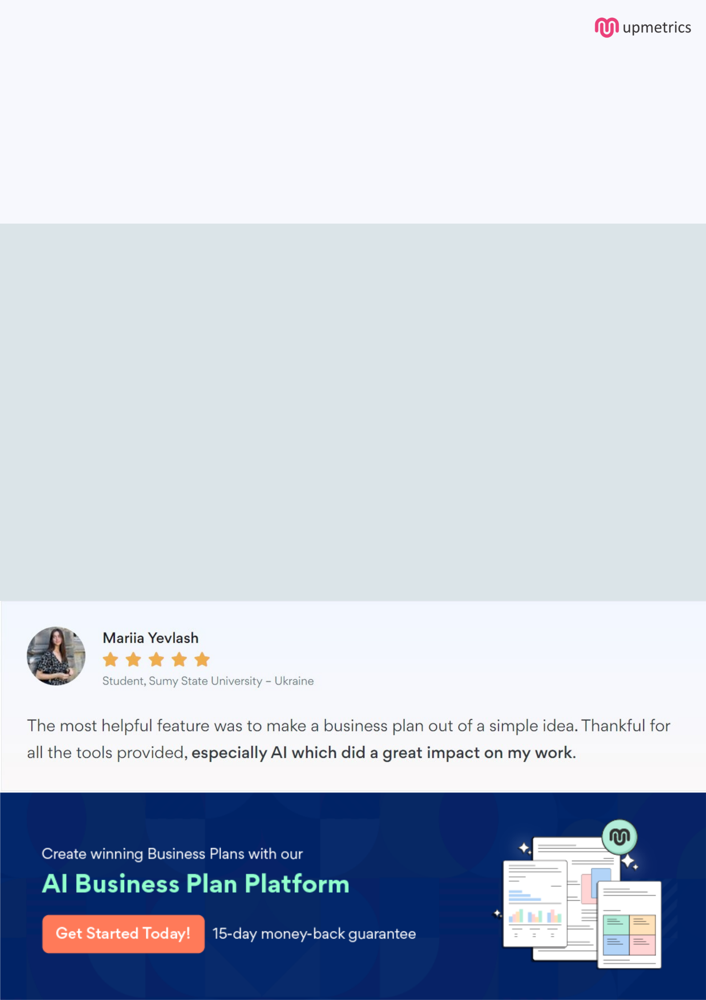 upmetrics
Mariia Yevlash
Student, Sumy State University – Ukraine
The most helpful feature was to make a business plan out of a simple idea. Thankful for
all the tools provided, especially AI which did a great impact on my work.
Create winning Business Plans with our
AI Business Plan Platform
Get Started Today! 15-day money-back guarantee